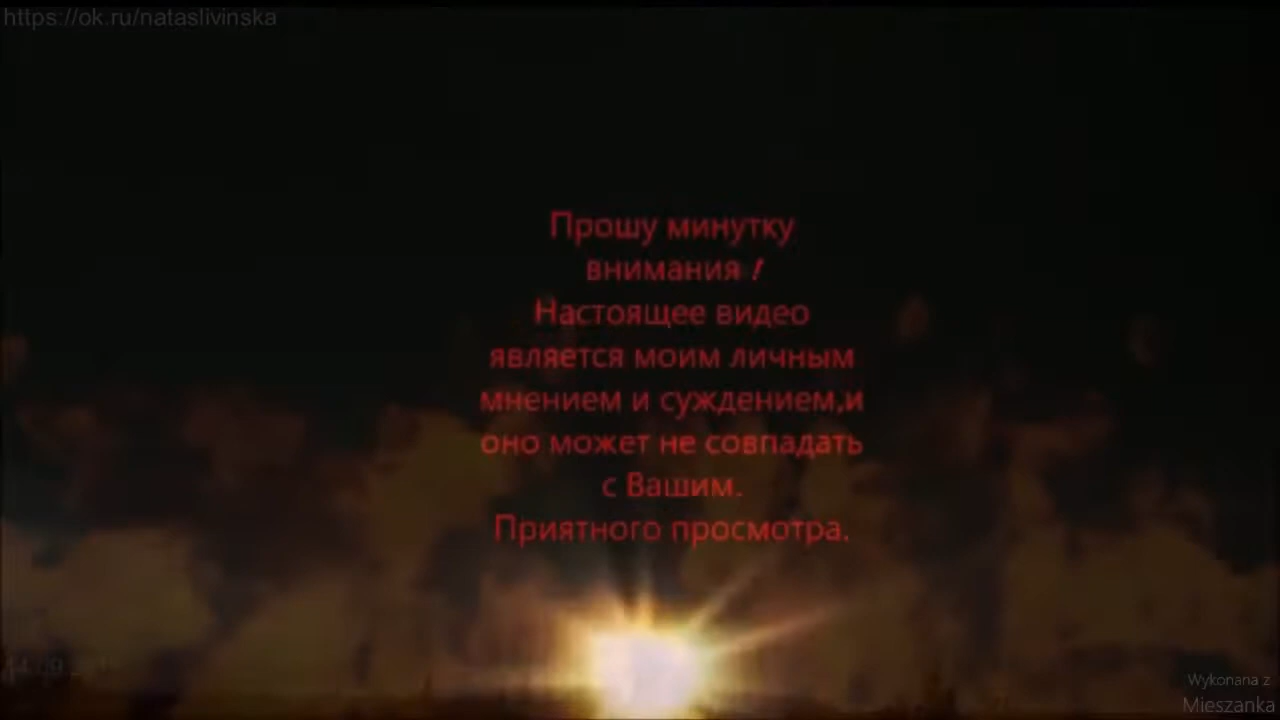 https://ok.ru/nataslivinska
Прошу минутку
внимания !
Настоящее видео
является моим личным
мнением и суждением,и
оно может не совпадать
с Вашим.
Приятного просмотра.
Wykonana z
Mieszanka